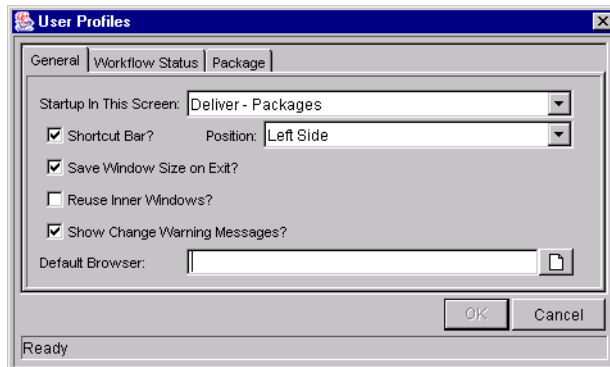 User Profiles
General Workflow Status Package
Startup In This Screen: Deliver - Packages
Shortcut Bar? Position: Left Side
Save Window Size on Exit?
Reuse Inner Windows?
Show Change Warning Messages?
Default Browser:
OK Cancel
Ready